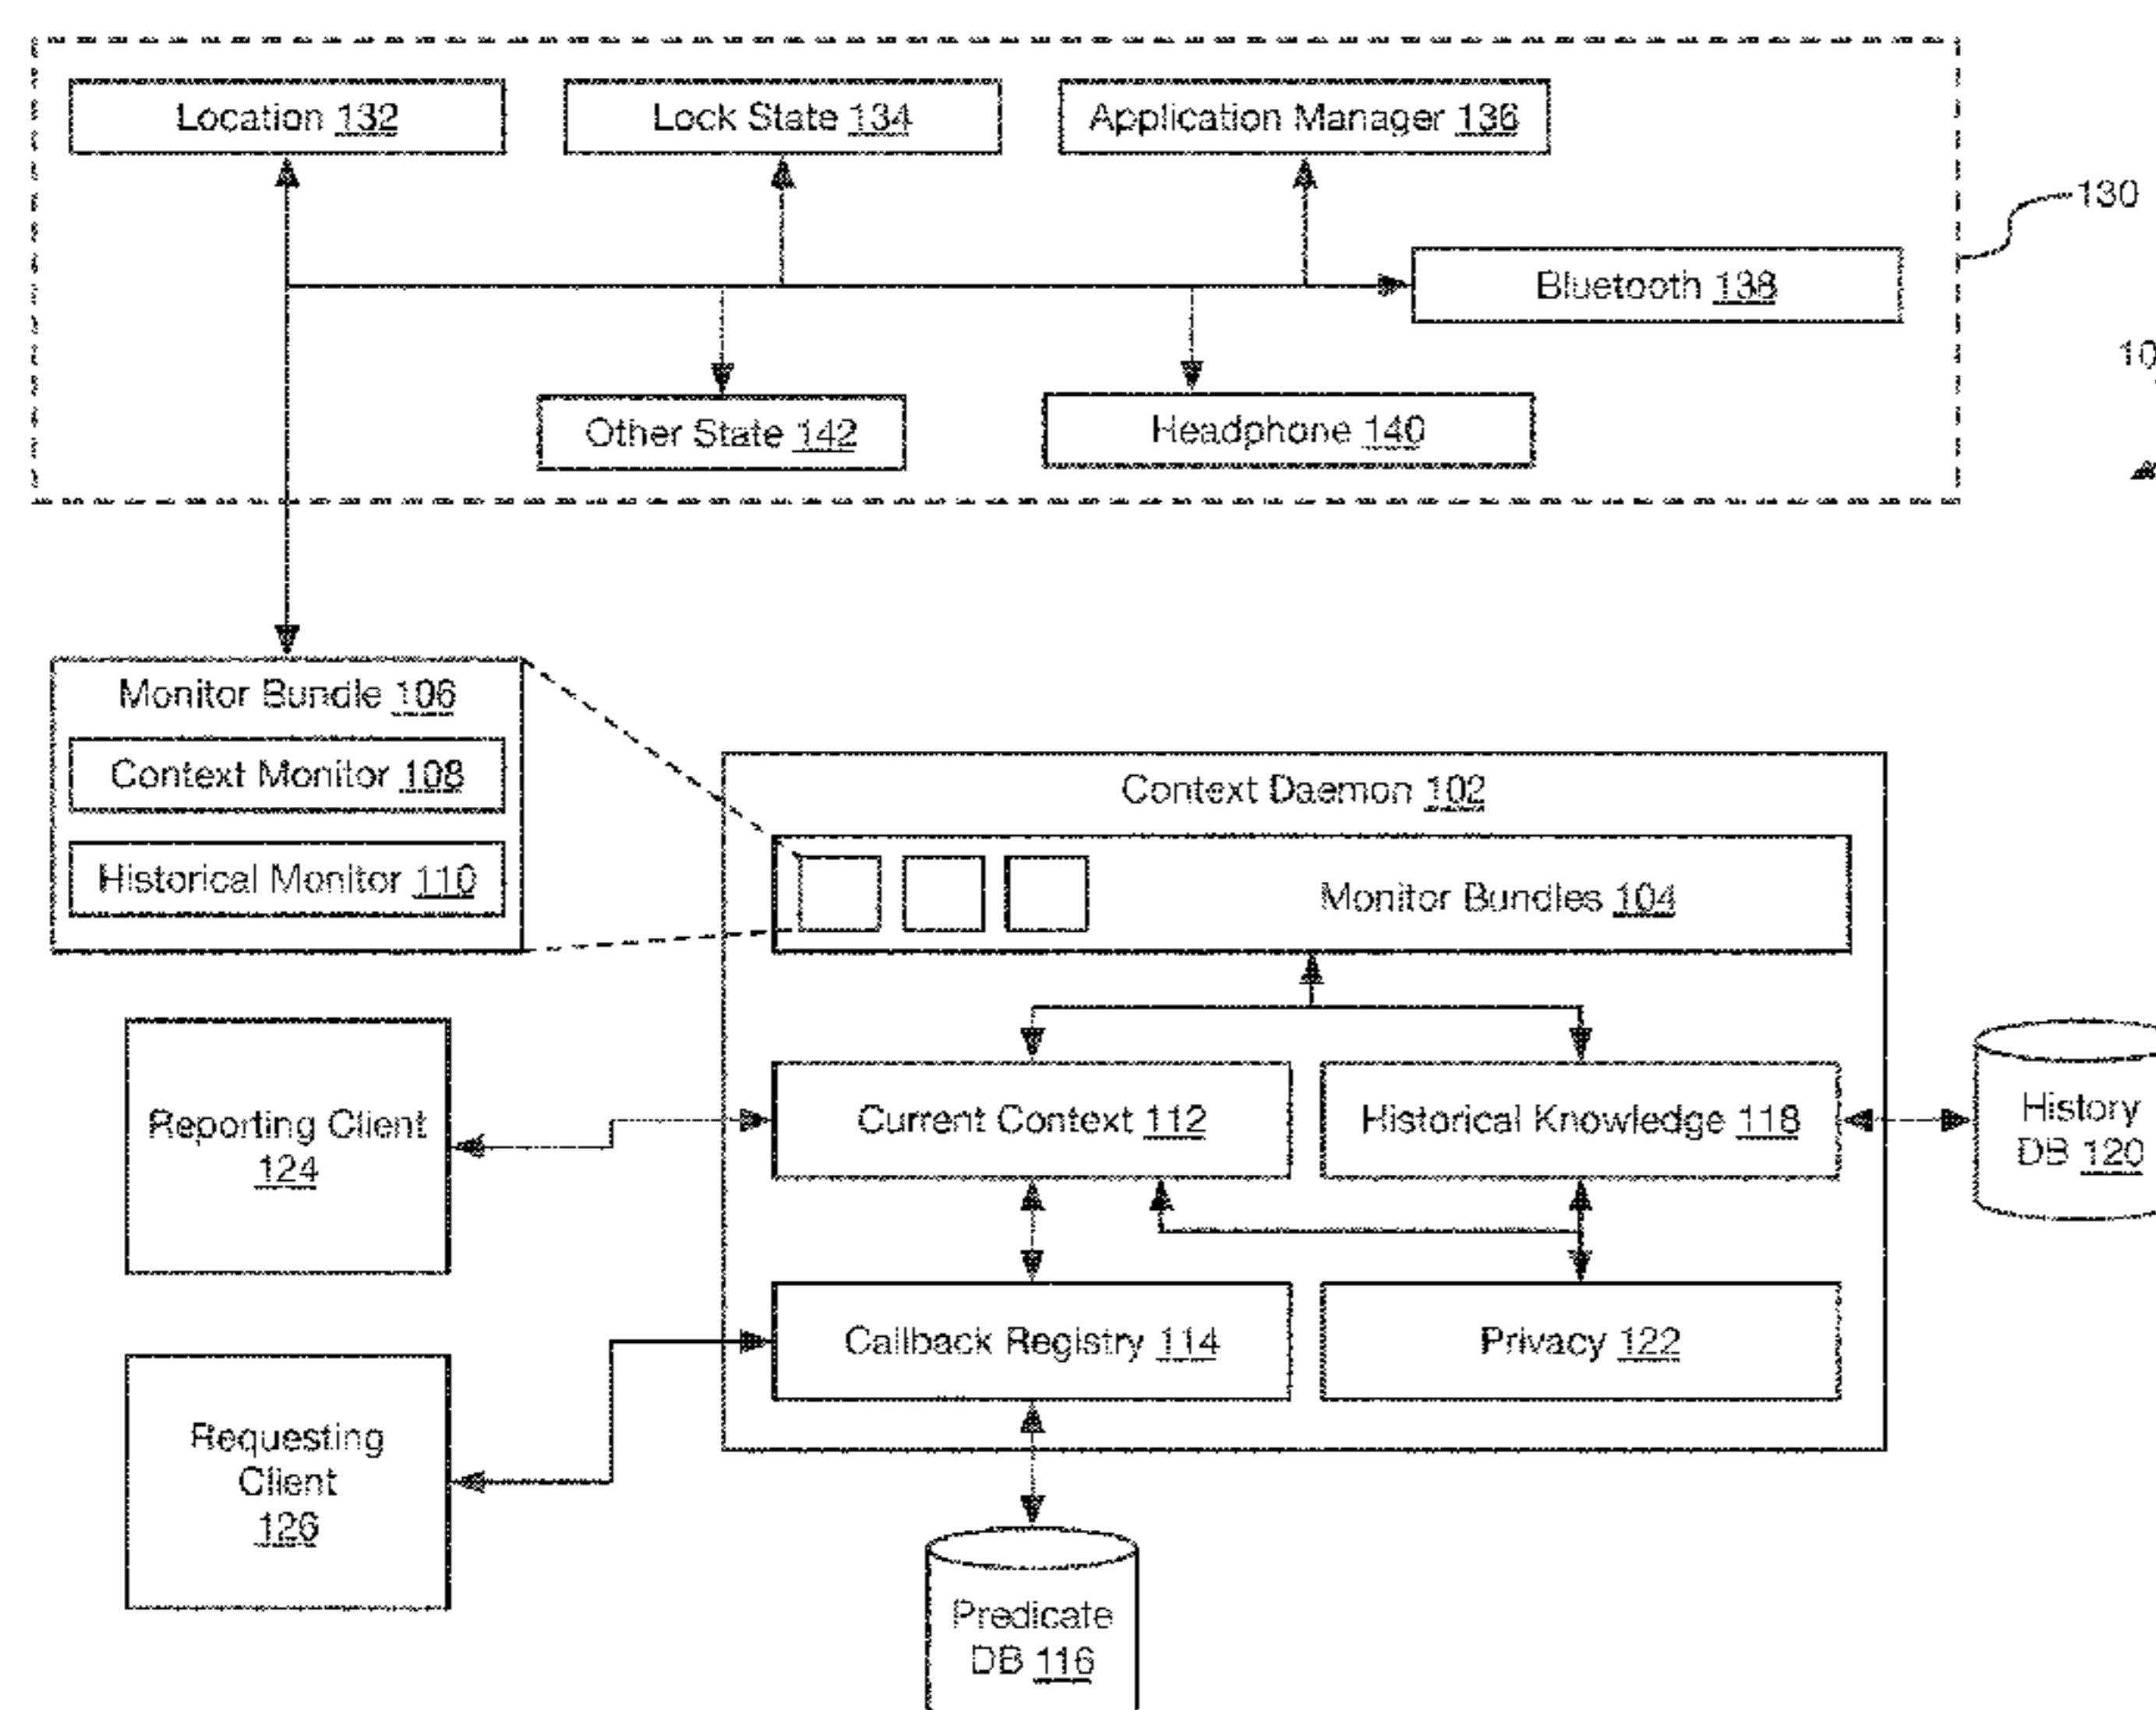 Location 132
Lock State 134
Application Manager 136
130
Bluetooth 138
Other State 142
Headphone 140
Monitor Bundle 106
Context Monitor 108
Historical Monitor 110
Context Daemon 102
Monitor Bundles 104
Reporting Client
124
Current Context 112
Historical Knowledge 118
History
DB 120
Callback Registry 114
Privacy 122
Requesting
Client
126
Predicate
DB 116